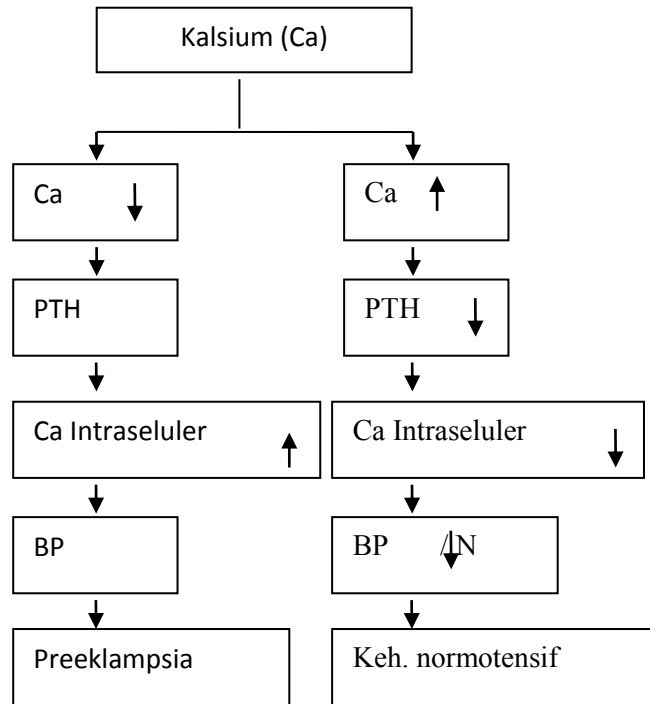 Kalsium (Ca)
Ca ↓
Ca ↑
PTH
PTH ↓
Ca Intraseluler ↑
Ca Intraseluler ↓
BP
BP ↓/N
Preeklampsia
Keh. normotensif